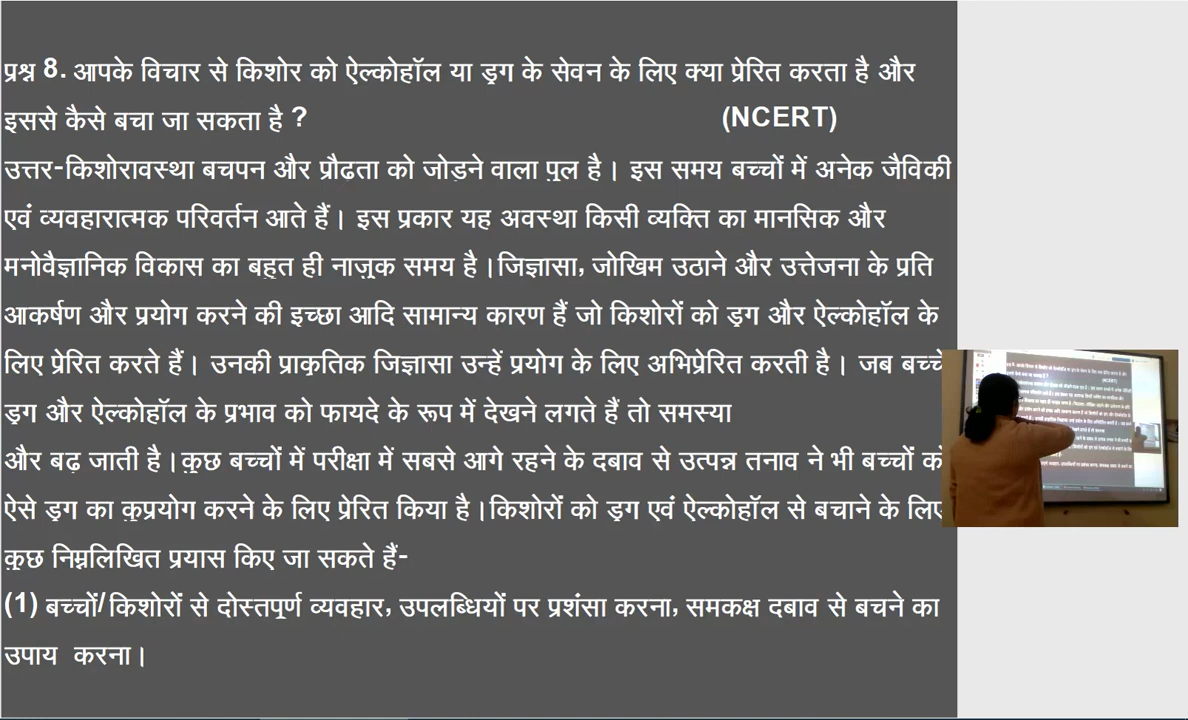 प्रश्न 8. आपके विचार से किशोर को ऐल्कोहॉल या ड्रग के सेवन के लिए क्या प्रेरित करता है और
इससे कैसे बचा जा सकता है ? (NCERT)
उत्तर-किशोरावस्था बचपन और प्रौढता को जोड़ने वाला पुल है। इस समय बच्चों में अनेक जैविकी
एवं व्यवहारात्मक परिवर्तन आते हैं। इस प्रकार यह अवस्था किसी व्यक्ति का मानसिक और
मनोवैज्ञानिक विकास का बहुत ही नाजुक समय है।जिज्ञासा, जोखिम उठाने और उत्तेजना के प्रति
आकर्षण और प्रयोग करने की इच्छा आदि सामान्य कारण हैं जो किशोरों को ड्रग और ऐल्कोहॉल के
लिए प्रेरित करते हैं। उनकी प्राकृतिक जिज्ञासा उन्हें प्रयोग के लिए अभिप्रेरित करती है। जब बच्चे
ड्रग और ऐल्कोहॉल के प्रभाव को फायदे के रूप में देखने लगते हैं तो समस्या
और बढ़ जाती है।कुछ बच्चों में परीक्षा में सबसे आगे रहने के दबाव से उत्पन्न तनाव ने भी बच्चों को
ऐसे ड्रग का कुप्रयोग करने के लिए प्रेरित किया है।किशोरों को ड्रग एवं ऐल्कोहॉल से बचाने के लिए
कुछ निम्नलिखित प्रयास किए जा सकते हैं-
(1) बच्चों/किशोरों से दोस्तपूर्ण व्यवहार, उपलब्धियों पर प्रशंसा करना, समकक्ष दबाव से बचने का
उपाय करना।